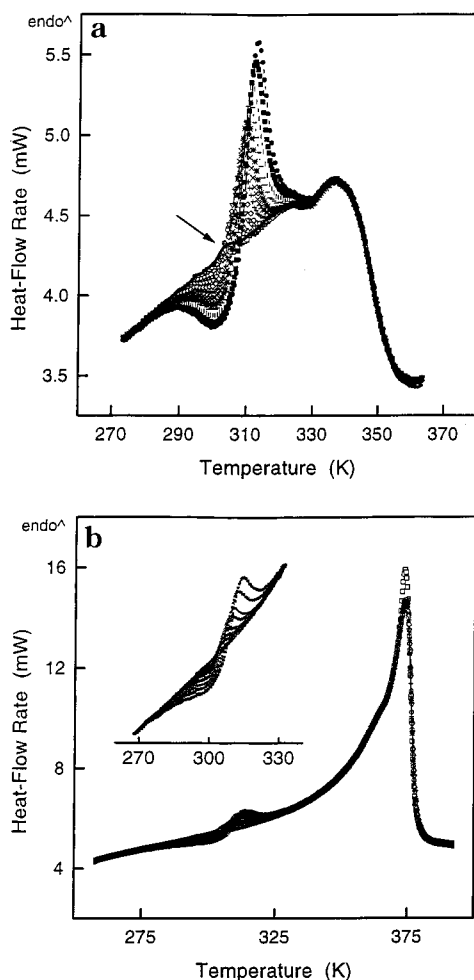 endo^
a
5.5
5.0
4.5
4.0
3.5
Heat-Flow Rate (mW)
270 290 310 330 350 370
Temperature (K)
endo^
b
16
12
8
4
Heat-Flow Rate (mW)
270 300 330
275 325 375
Temperature (K)